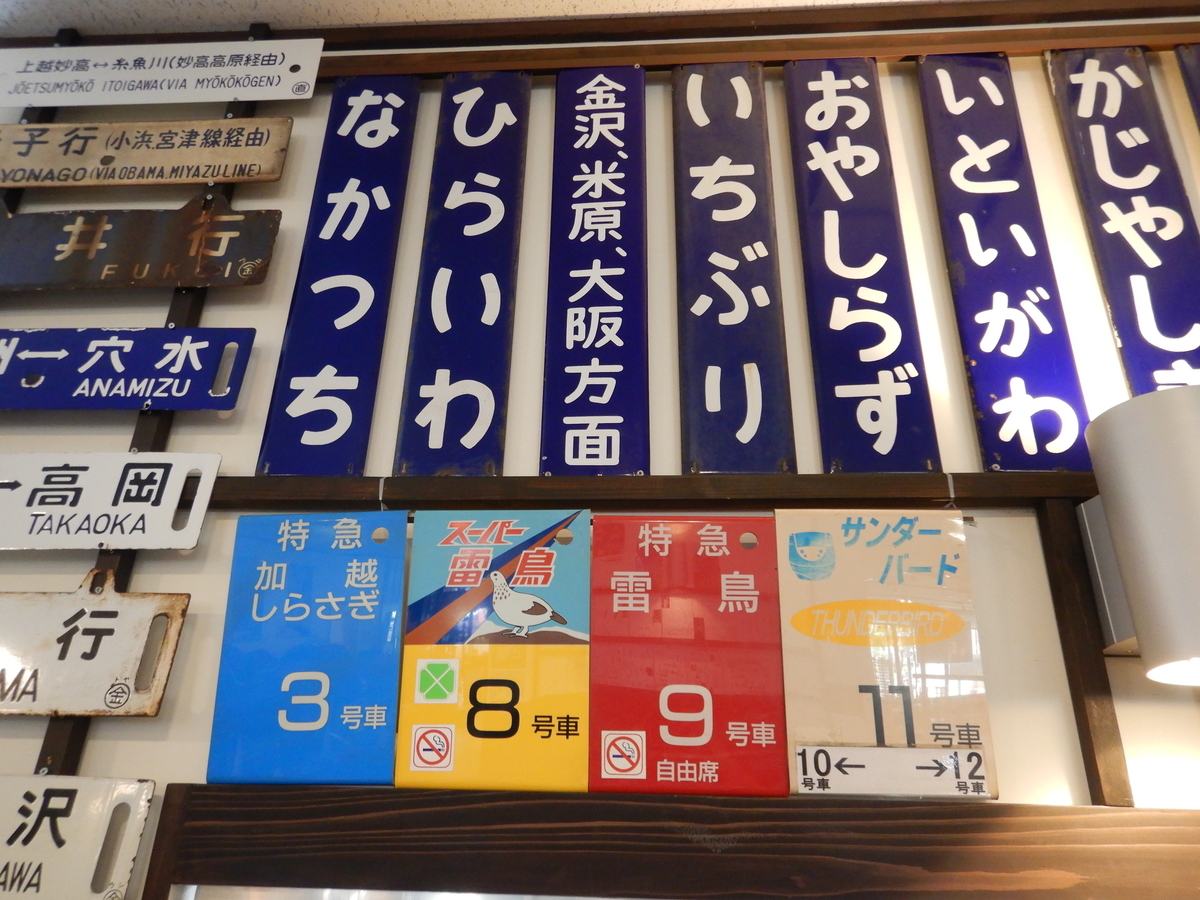 上越妙高↔糸魚川(妙高高原経由)
JŌETSUMYŌKŌ ITOIGAWA(VIA MYŌKŌKŌGEN)
直
子行(小浜宮津線経由)
YONAGO(VIA OBAMA.MIYAZU LINE)
井行
FUKUI
金
↔穴水
ANAMIZU
→高岡
TAKAOKA
行
MA
金
沢
AWA
なかっち
ひらいわ
金沢、米原、大阪方面
いちぶり
おやしらず
いといがわ
かじやし
特急
加越
しらさぎ
3号車
スーパー
雷鳥
8号車
特急
雷鳥
9号車
自由席
サンダー
バード
THUNDERBIRD
11号車
10← →12
号車 号車